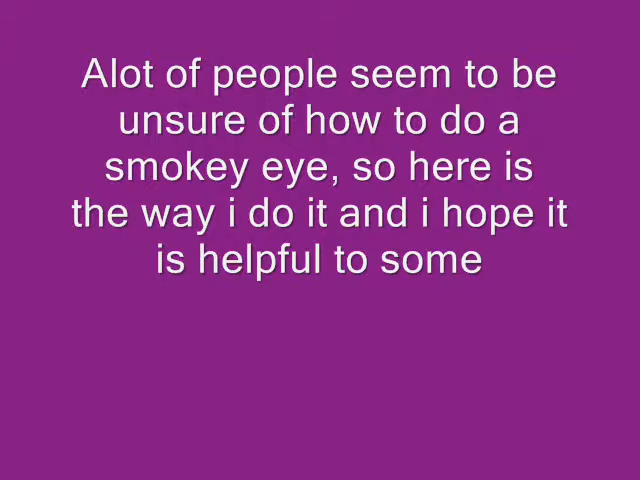 Alot of people seem to be
unsure of how to do a
smokey eye, so here is
the way i do it and i hope it
is helpful to some